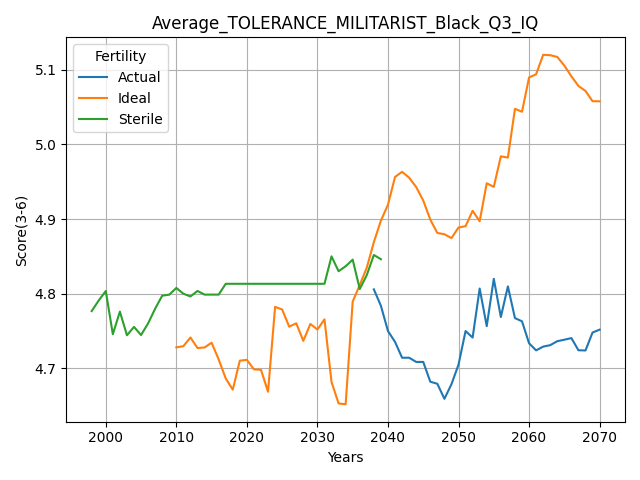 Average_TOLERANCE_MILITARIST_Black_Q3_IQ
Fertility
Actual
Ideal
Sterile
Score(3-6)
5.1
5.0
4.9
4.8
4.7
2000 2010 2020 2030 2040 2050 2060 2070
Years